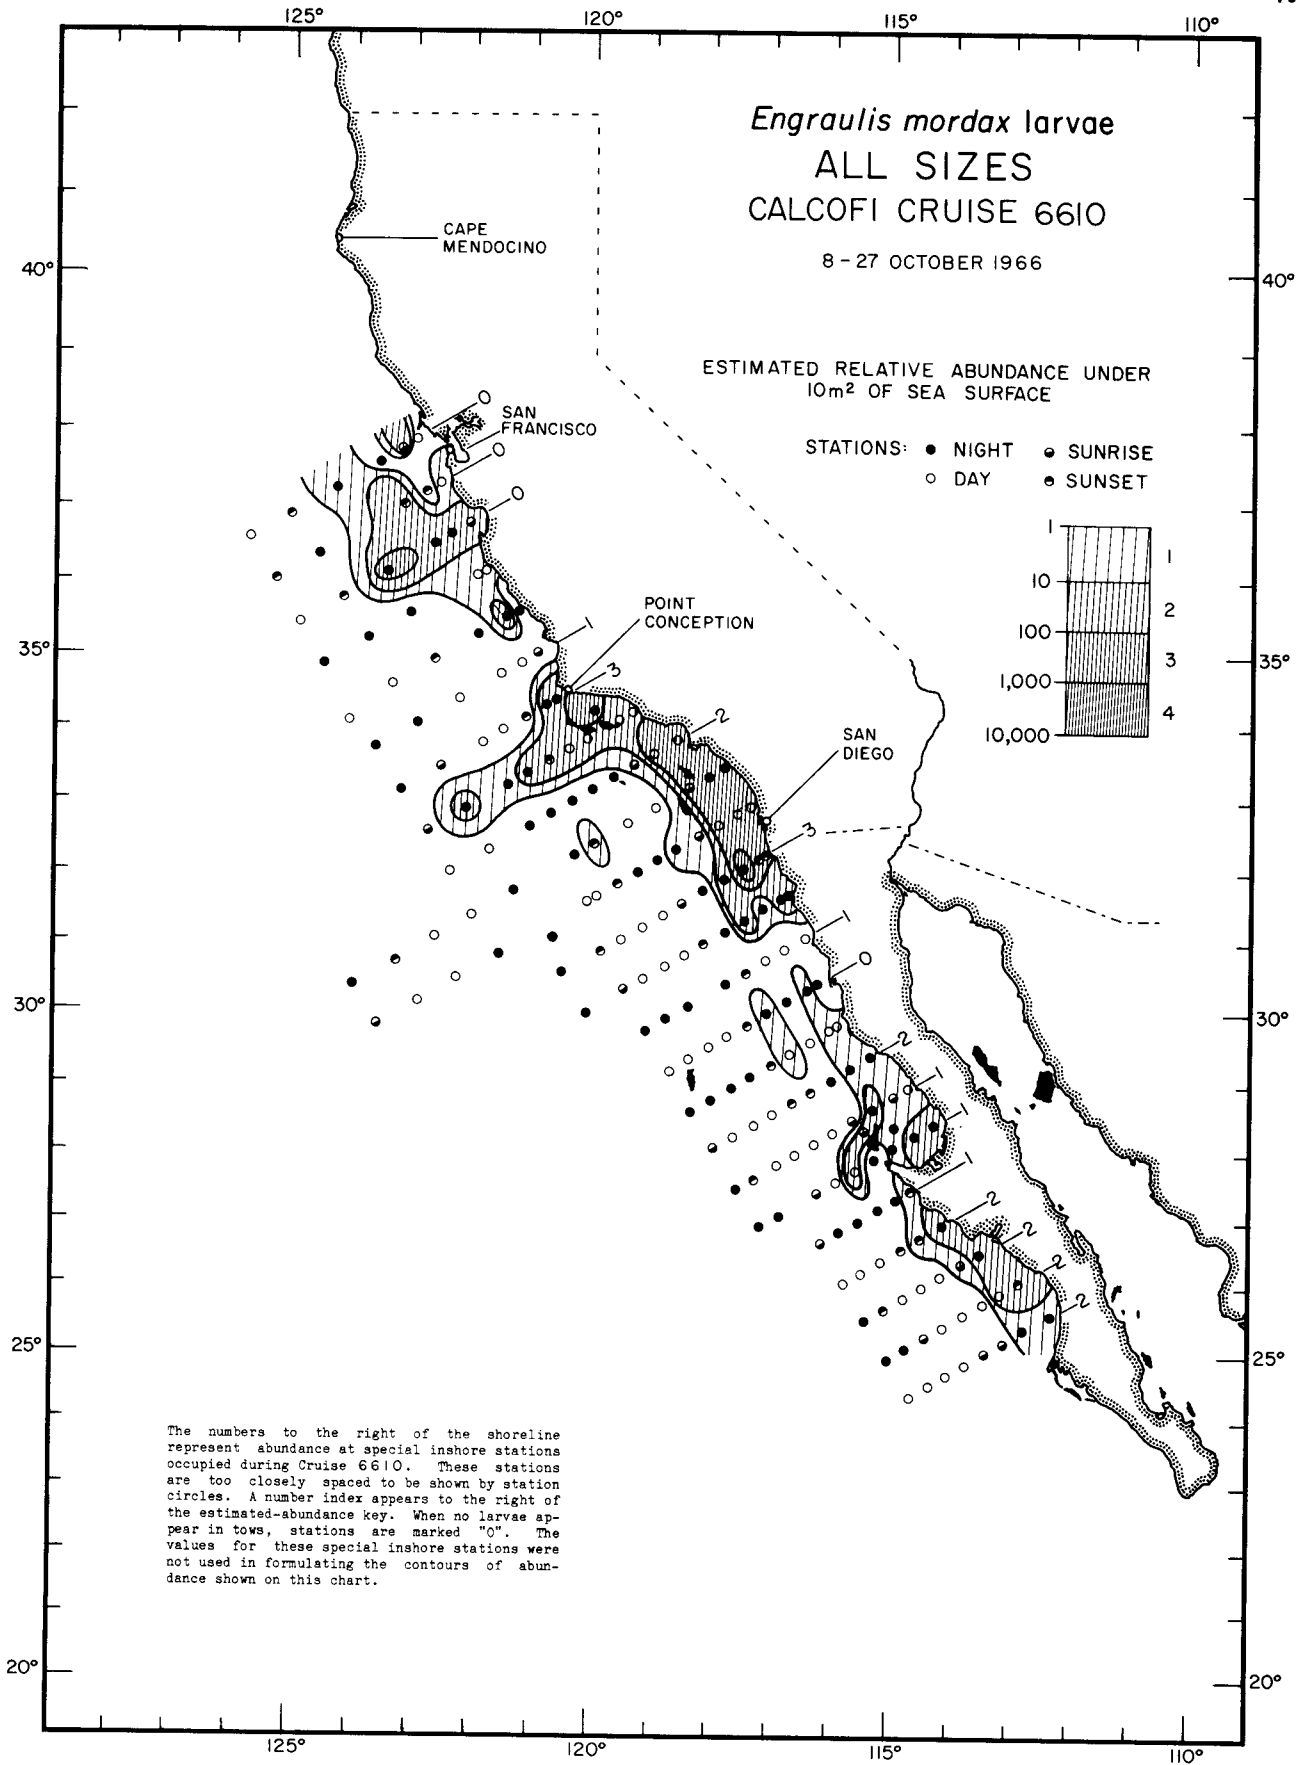 125° 120° 115° 110°
Engraulis mordax larvae
ALL SIZES
CALCOFI CRUISE 6610
8-27 OCTOBER 1966
CAPE
MENDOCINO
40° 40°
ESTIMATED RELATIVE ABUNDANCE UNDER
10m² OF SEA SURFACE
0
SAN
FRANCISCO
0
0
STATIONS: ● NIGHT SUNRISE
○ DAY SUNSET
1
1
10
2
100
3
1,000
4
10,000
POINT
CONCEPTION
1
35° 35°
3
2
SAN
DIEGO
3
1
0
30° 30°
2
1
1
1
2
2
2
2
25° 25°
The numbers to the right of the shoreline
represent abundance at special inshore stations
occupied during Cruise 6610. These stations
are too closely spaced to be shown by station
circles. A number index appears to the right of
the estimated-abundance key. When no larvae ap-
pear in tows, stations are marked "0". The
values for these special inshore stations were
not used in formulating the contours of abun-
dance shown on this chart.
20° 20°
125° 120° 115° 110°